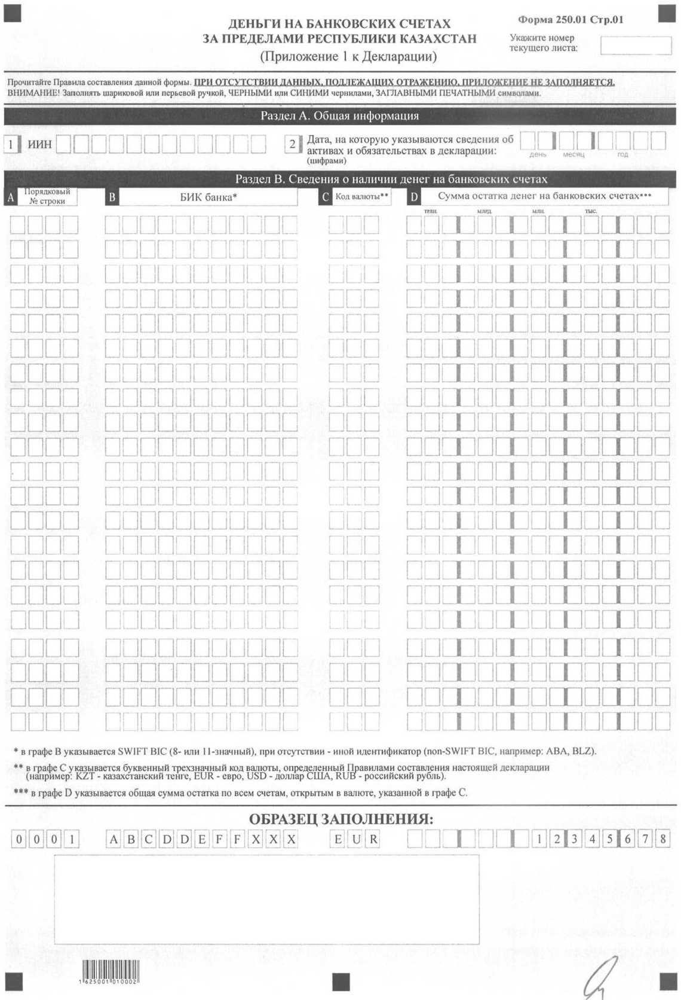 ДЕНЬГИ НА БАНКОВСКИХ СЧЕТАХ
ЗА ПРЕДЕЛАМИ РЕСПУБЛИКИ КАЗАХСТАН
(Приложение 1 к Декларации)
Форма 250.01 Стр.01
Укажите номер
текущего листа:
Прочитайте Правила составления данной формы. ПРИ ОТСУТСТВИИ ДАННЫХ, ПОДЛЕЖАЩИХ ОТРАЖЕНИЮ, ПРИЛОЖЕНИЕ НЕ ЗАПОЛНЯЕТСЯ.
ВНИМАНИЕ! Заполнять шариковой или перьевой ручкой, ЧЕРНЫМИ или СИНИМИ чернилами, ЗАГЛАВНЫМИ ПЕЧАТНЫМИ символами.
Раздел А. Общая информация
1 ИИН
2 Дата, на которую указываются сведения об
активах и обязательствах в декларации:
(цифрами)
день месяц год
Раздел В. Сведения о наличии денег на банковских счетах
A Порядковый
№ строки
B БИК банка*
C Код валюты**
D Сумма остатка денег на банковских счетах***
трлн. млрд. млн. тыс.
* в графе B указывается SWIFT BIC (8- или 11-значный), при отсутствии - иной идентификатор (non-SWIFT BIC, например: ABA, BLZ).
** в графе C указывается буквенный трехзначный код валюты, определенный Правилами составления настоящей декларации
(например: KZT - казахстанский тенге, EUR - евро, USD - доллар США, RUB - российский рубль).
*** в графе D указывается общая сумма остатка по всем счетам, открытым в валюте, указанной в графе C.
ОБРАЗЕЦ ЗАПОЛНЕНИЯ:
0 0 0 1 A B C D D E F F X X X E U R 1 2 3 4 5 6 7 8
1 625001 010002